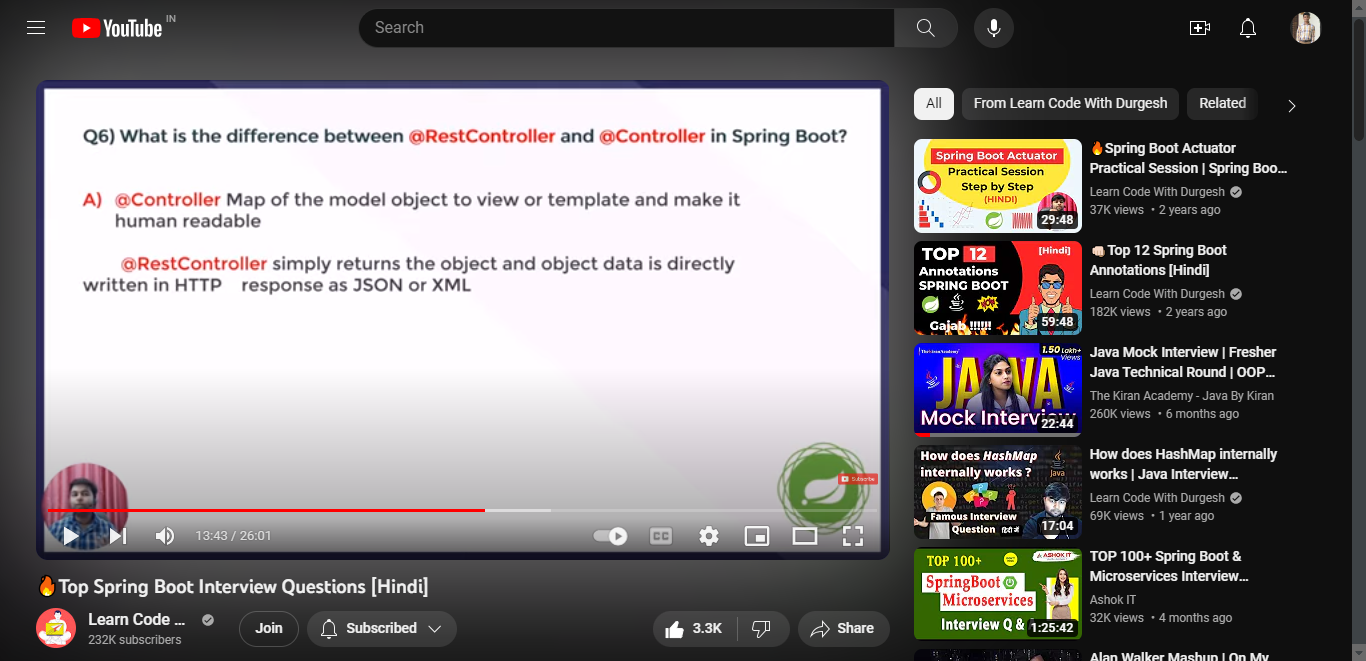 YouTube IN
Search
Q6) What is the difference between @RestController and @Controller in Spring Boot?
A) @Controller Map of the model object to view or template and make it
human readable
@RestController simply returns the object and object data is directly
written in HTTP response as JSON or XML
Subscribe
13:43 / 26:01
CC
🔥Top Spring Boot Interview Questions [Hindi]
Learn Code ...
232K subscribers
Join
Subscribed
3.3K
Share
All
From Learn Code With Durgesh
Related
Spring Boot Actuator
Practical Session
Step by Step
(HINDI)
29:48
🔥Spring Boot Actuator
Practical Session | Spring Boo...
Learn Code With Durgesh
37K views • 2 years ago
TOP 12 [Hindi]
Annotations
SPRING BOOT
Gajab !!!!!!
59:48
👊🏻Top 12 Spring Boot
Annotations [Hindi]
Learn Code With Durgesh
182K views • 2 years ago
1.50 Lakh+
Views
JAVA
Mock Interview
22:44
Java Mock Interview | Fresher
Java Technical Round | OOP...
The Kiran Academy - Java By Kiran
260K views • 6 months ago
How does HashMap
internally works ?
Java
Famous Interview
Question
17:04
How does HashMap internally
works | Java Interview...
Learn Code With Durgesh
69K views • 1 year ago
TOP 100+
ASHOK IT
SpringBoot
Microservices
Interview Q &
1:25:42
TOP 100+ Spring Boot &
Microservices Interview...
Ashok IT
32K views • 4 months ago
Alan Walker Mashup | On My